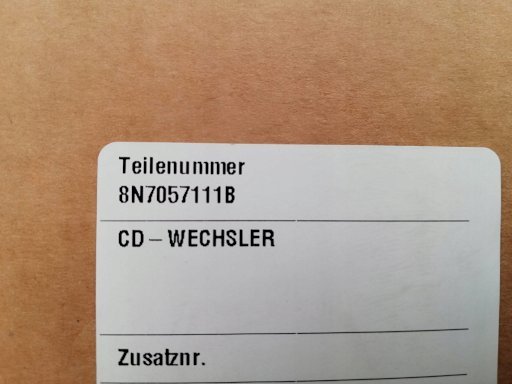 Teilenummer
8N7057111B
CD – WECHSLER
Zusatznr.